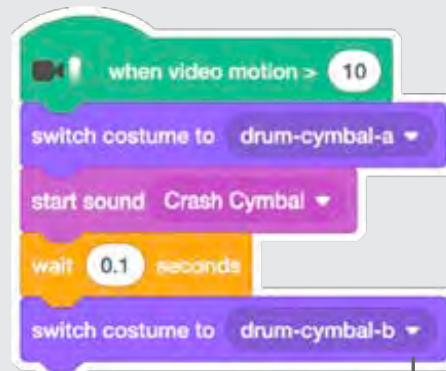 when video motion > 10
switch costume to drum-cymbal-a
start sound Crash Cymbal
wait 0.1 seconds
switch costume to drum-cymbal-b